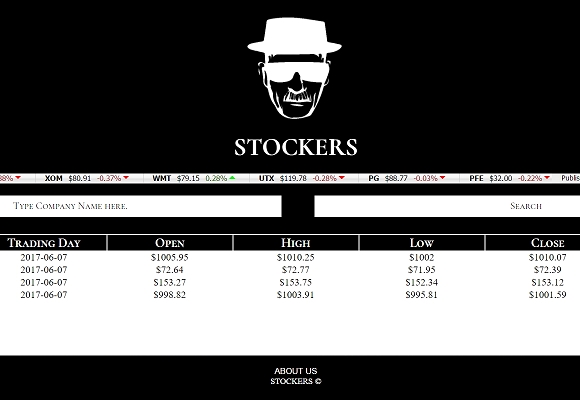 STOCKERS
38% XOM $80.91 -0.37% WMT $79.15 0.28% UTX $119.78 -0.28% PG $88.77 -0.03% PFE $32.00 -0.22% Publis
Type Company Name here. Search
Trading Day Open High Low Close
2017-06-07 $1005.95 $1010.25 $1002 $1010.07
2017-06-07 $72.64 $72.77 $71.95 $72.39
2017-06-07 $153.27 $153.75 $152.34 $153.12
2017-06-07 $998.82 $1003.91 $995.81 $1001.59
ABOUT US
STOCKERS ©